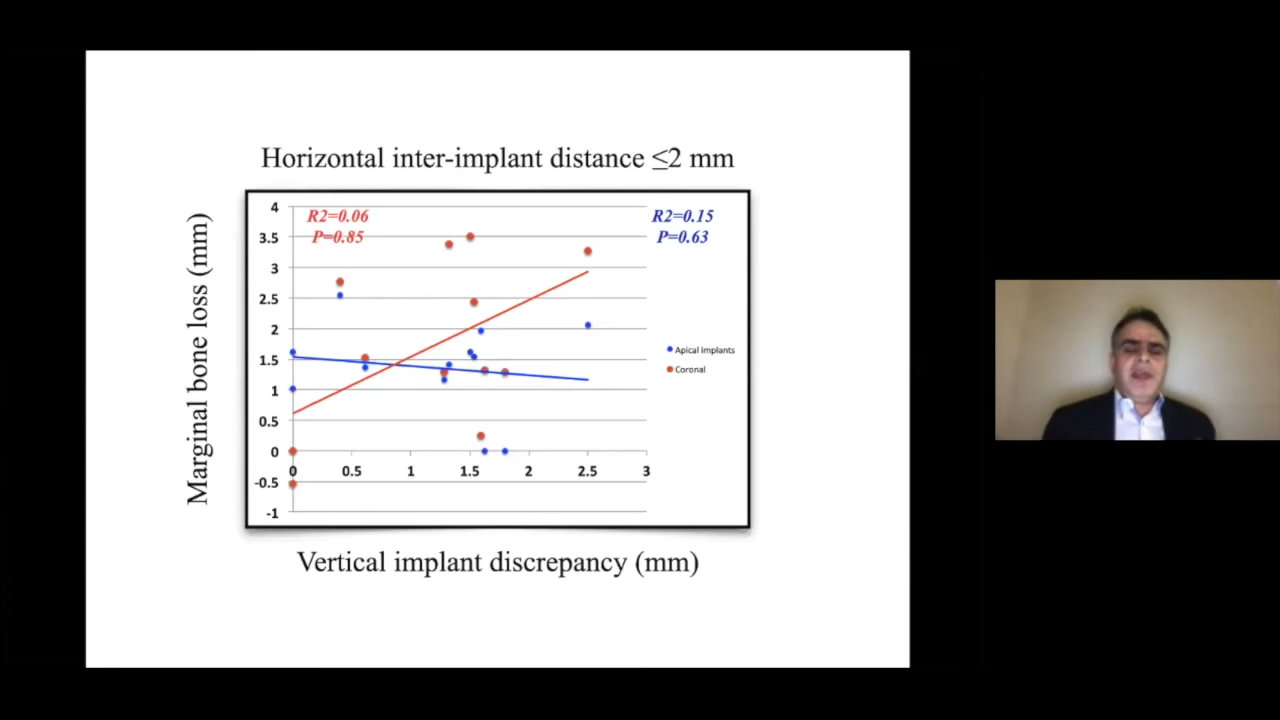 Horizontal inter-implant distance ≤2 mm
Marginal bone loss (mm)
R2=0.06
P=0.85
R2=0.15
P=0.63
4
3.5
3
2.5
2
1.5
1
0.5
0
-0.5
-1
0
0.5
1
1.5
2
2.5
3
Apical Implants
Coronal
Vertical implant discrepancy (mm)